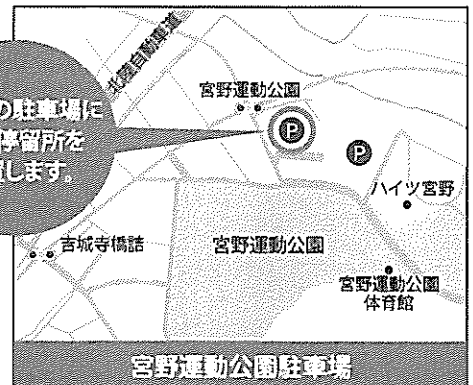 北陸自動車道
の駐車場に
停留所を
します。
宮野運動公園
P
P
ハイツ宮野
吉城寺橋詰
宮野運動公園
宮野運動公園
体育館
宮野運動公園駐車場